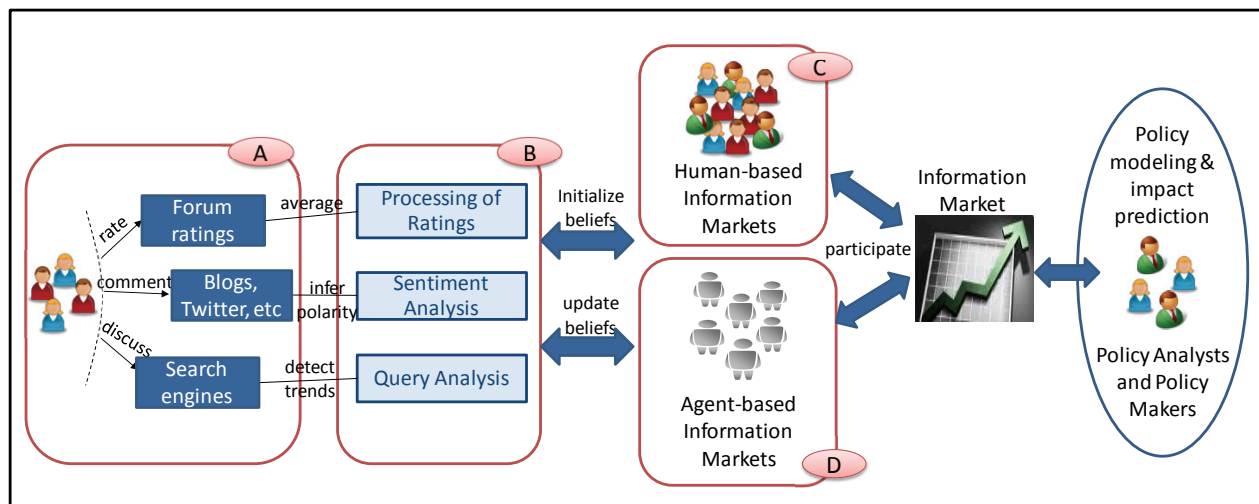 A
rate
Forum
ratings
comment
Blogs,
Twitter, etc
discuss
Search
engines
average
infer
polarity
detect
trends
B
Processing of
Ratings
Sentiment
Analysis
Query Analysis
Initialize
beliefs
update
beliefs
C
Human-based
Information
Markets
Agent-based
Information
Markets
D
participate
Information
Market
Policy
modeling &
impact
prediction
Policy Analysts
and Policy
Makers